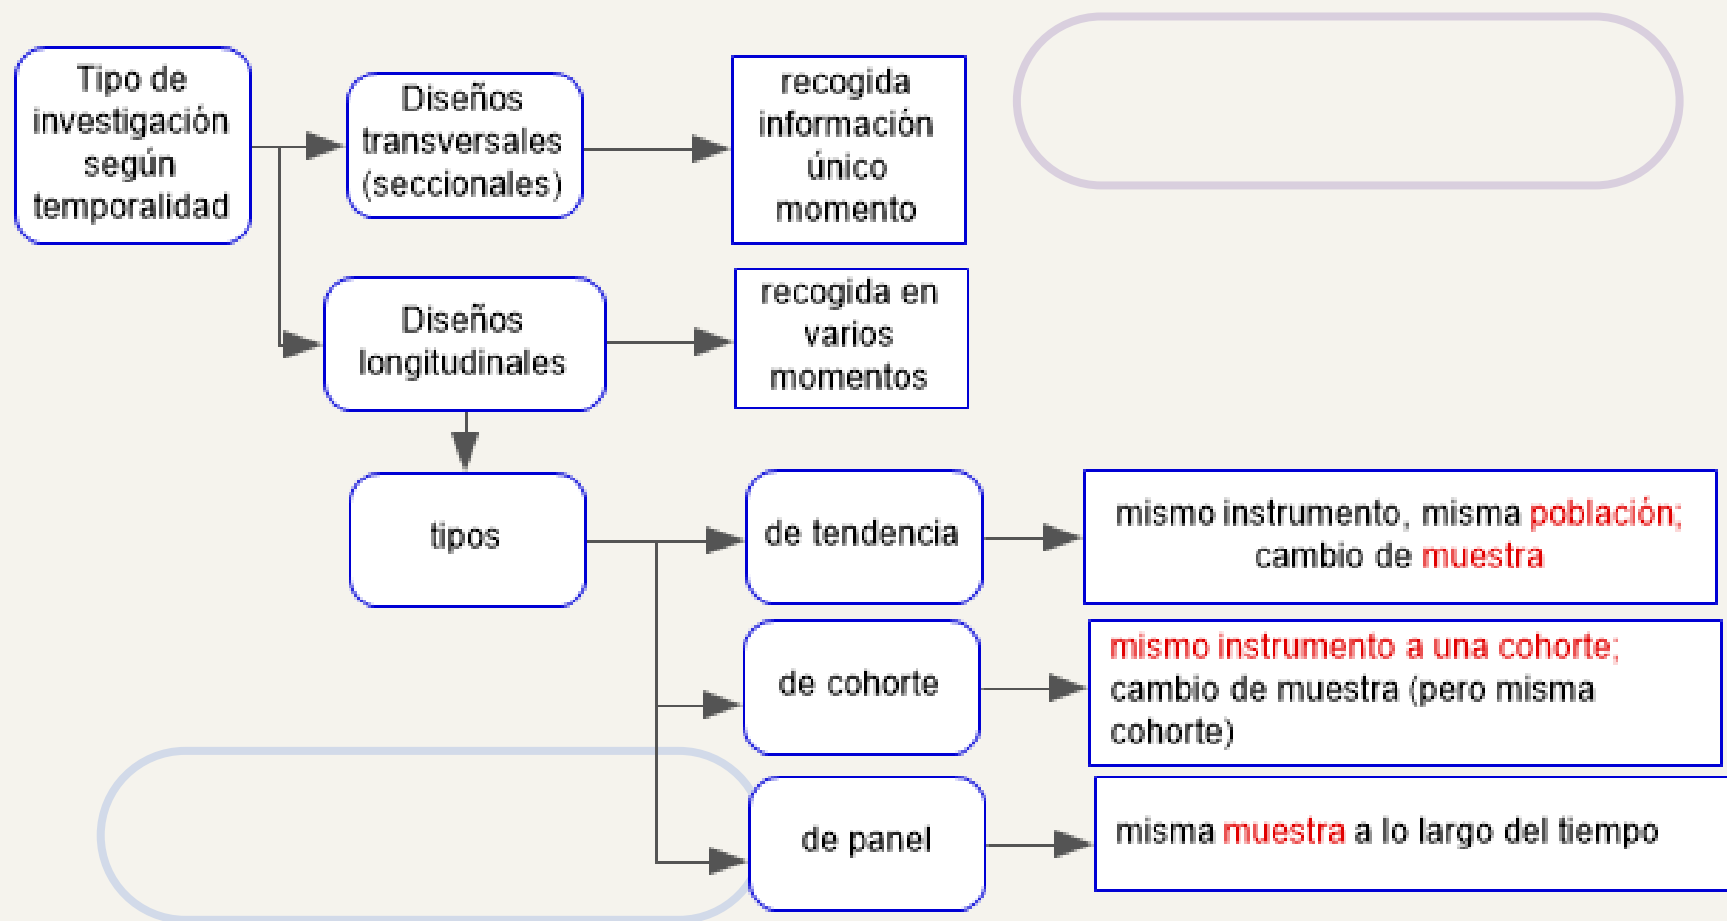 Tipo de
investigación
según
temporalidad
Diseños
transversales
(seccionales)
recogida
información
único
momento
Diseños
longitudinales
recogida en
varios
momentos
tipos
de tendencia
mismo instrumento, misma población;
cambio de muestra
de cohorte
mismo instrumento a una cohorte;
cambio de muestra (pero misma
cohorte)
de panel
misma muestra a lo largo del tiempo